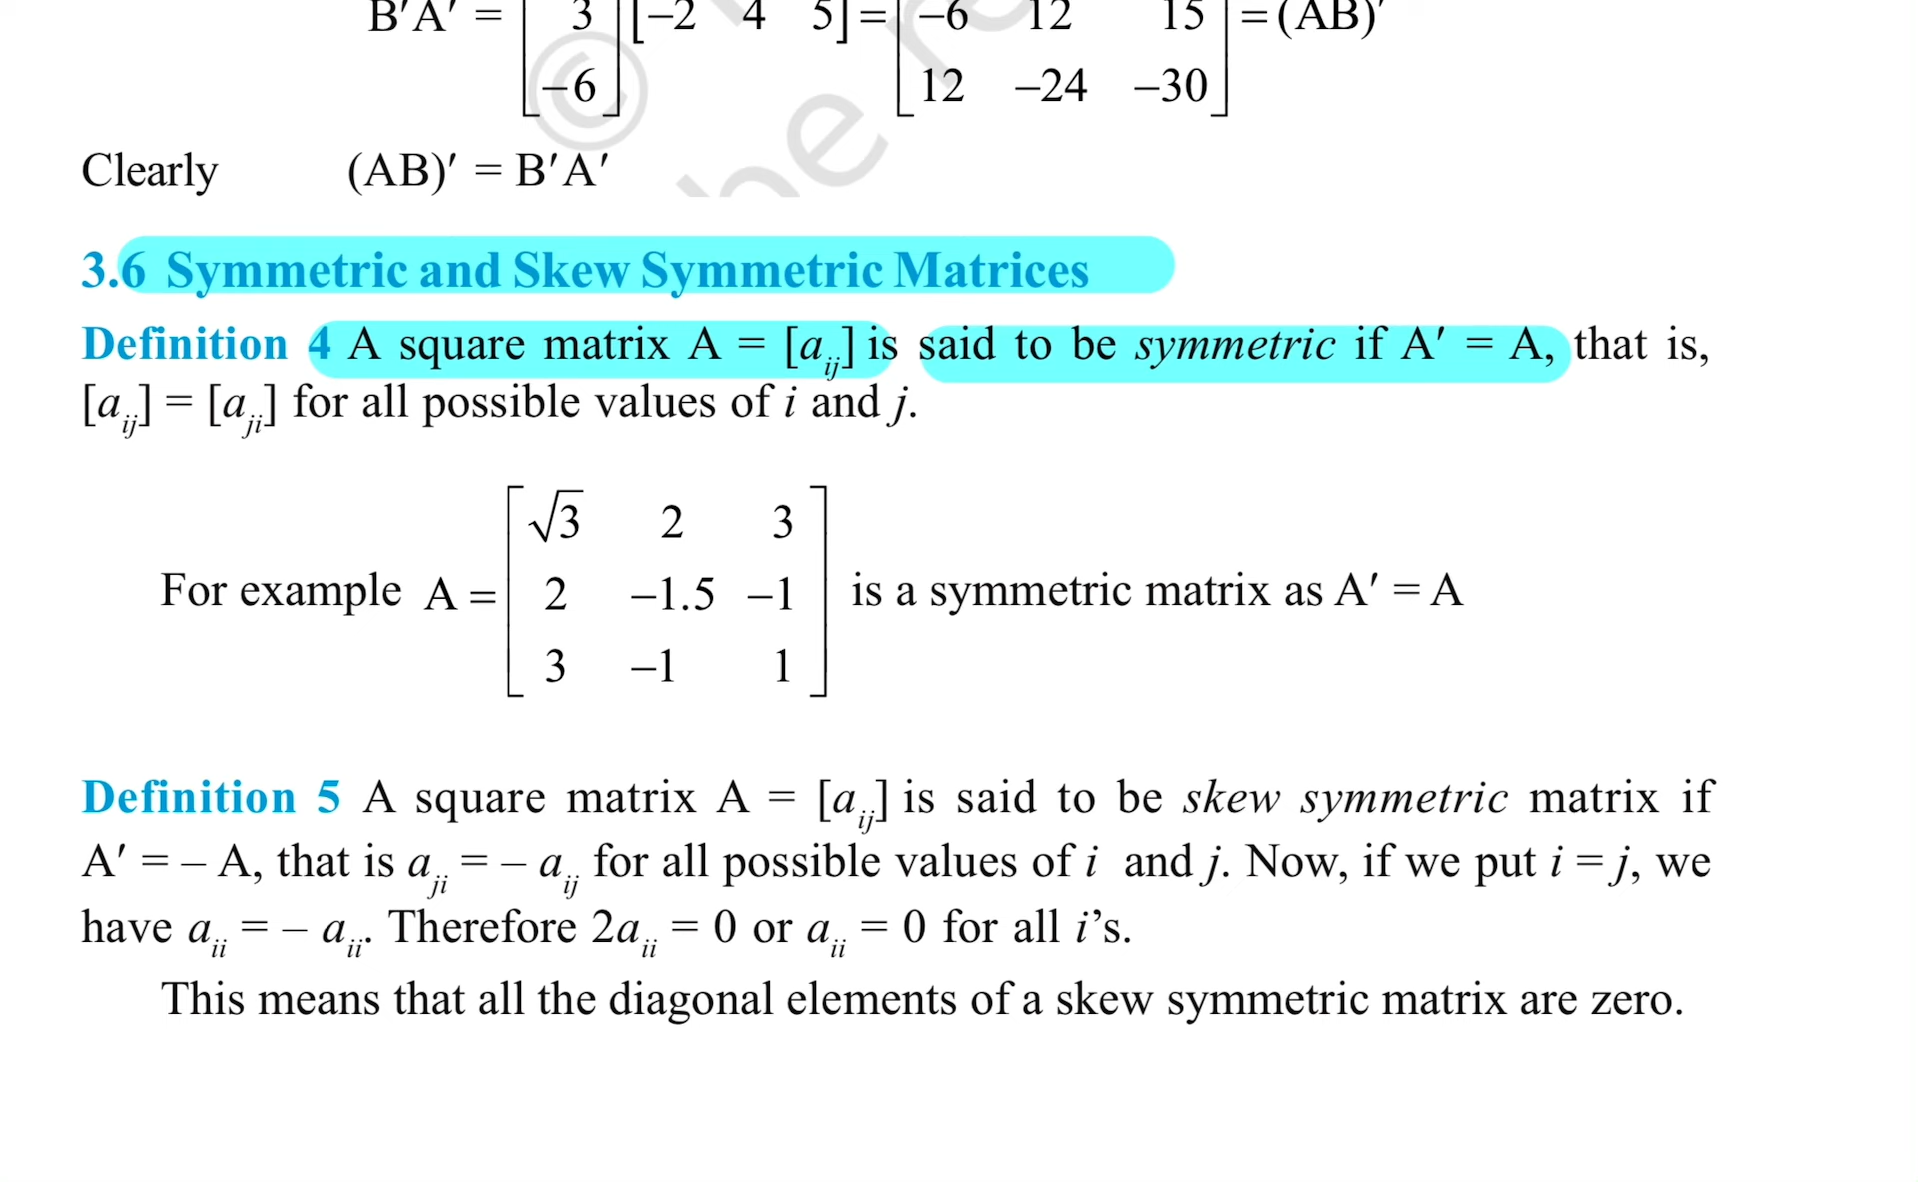 B′A′ = [3 −6] [−2 4 5] = [−6 12 15 12 −24 −30] = (AB)′
Clearly (AB)′ = B′A′
3.6 Symmetric and Skew Symmetric Matrices
Definition 4 A square matrix A = [aij] is said to be symmetric if A′ = A, that is,
[aij] = [aji] for all possible values of i and j.
√3 2 3
For example A = 2 –1.5 –1 is a symmetric matrix as A′ = A
3 –1 1
Definition 5 A square matrix A = [aij] is said to be skew symmetric matrix if
A′ = – A, that is aji = – aij for all possible values of i and j. Now, if we put i = j, we
have aii = – aii. Therefore 2aii = 0 or aii = 0 for all i’s.
This means that all the diagonal elements of a skew symmetric matrix are zero.